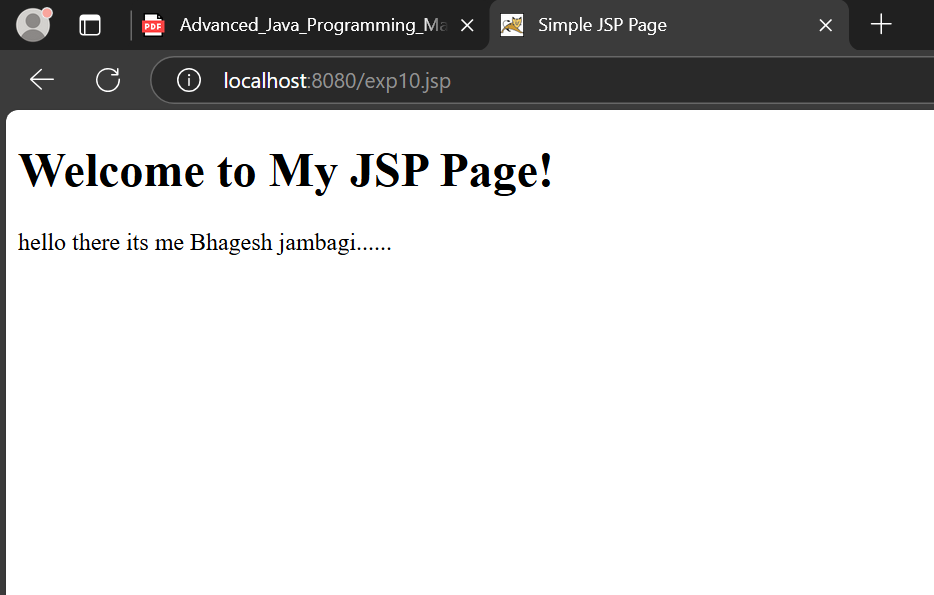 PDF
Advanced_Java_Programming_Ma
Simple JSP Page
localhost:8080/exp10.jsp
Welcome to My JSP Page!
hello there its me Bhagesh jambagi......